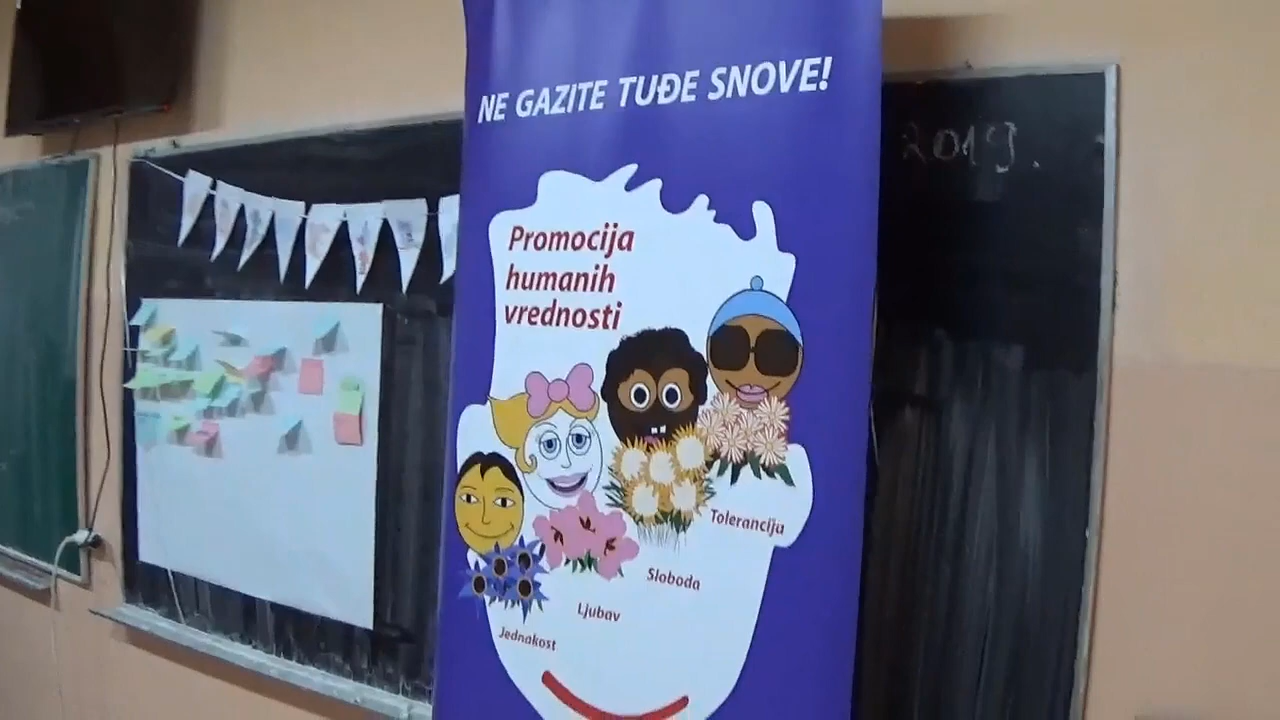 NE GAZITE TUĐE SNOVE!
2019.
Promocija
humanih
vrednosti
Tolerancija
Sloboda
Ljubav
Jednakost